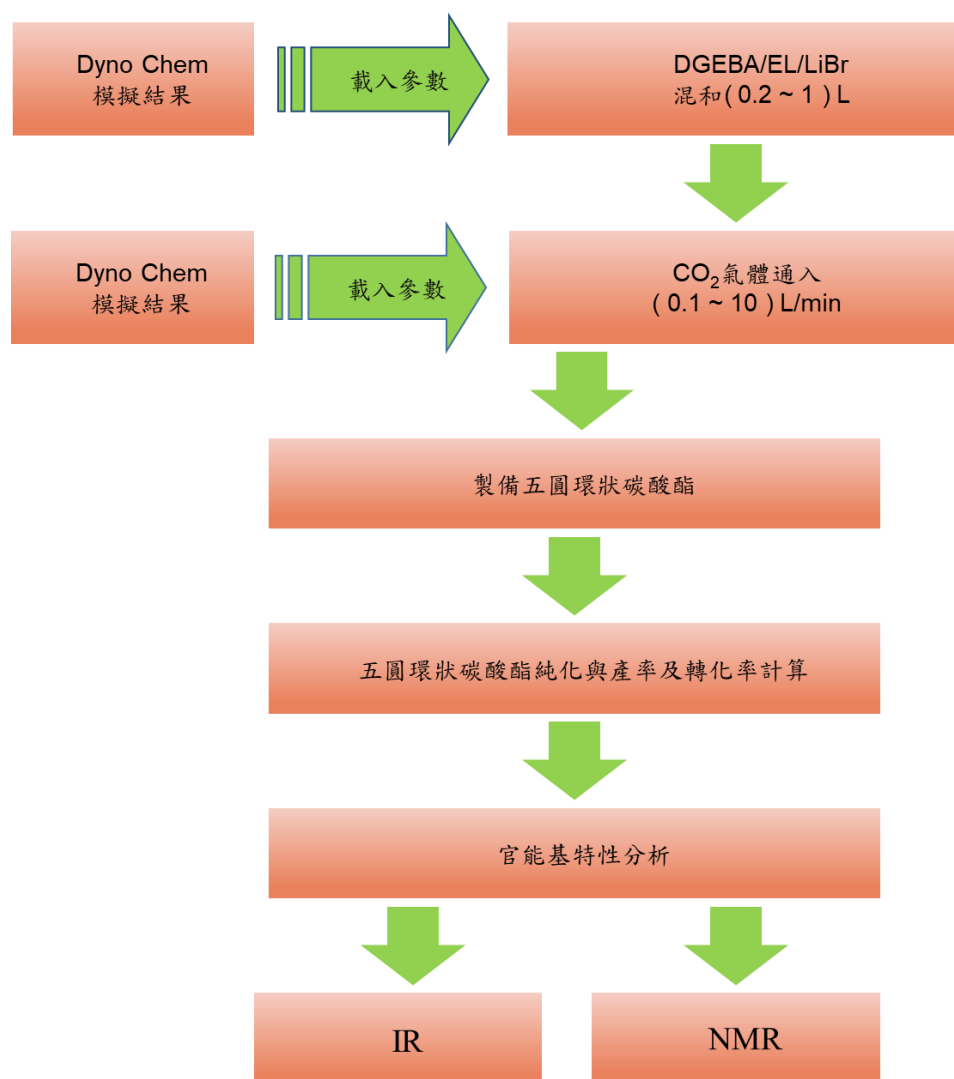 Dyno Chem
模擬結果
載入參數
DGEBA/EL/LiBr
混和( 0.2 ~ 1 ) L
Dyno Chem
模擬結果
載入參數
CO₂氣體通入
( 0.1 ~ 10 ) L/min
製備五圓環狀碳酸酯
五圓環狀碳酸酯純化與產率及轉化率計算
官能基特性分析
IR
NMR